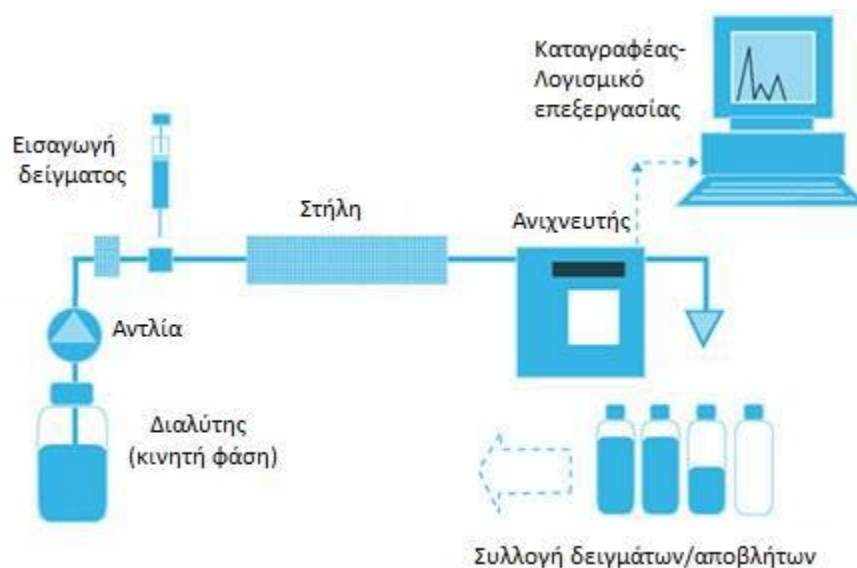 Καταγραφέας-
Λογισμικό
επεξεργασίας
Εισαγωγή
δείγματος
Στήλη
Ανιχνευτής
Αντλία
Διαλύτης
(κινητή φάση)
Συλλογή δειγμάτων/αποβλήτων